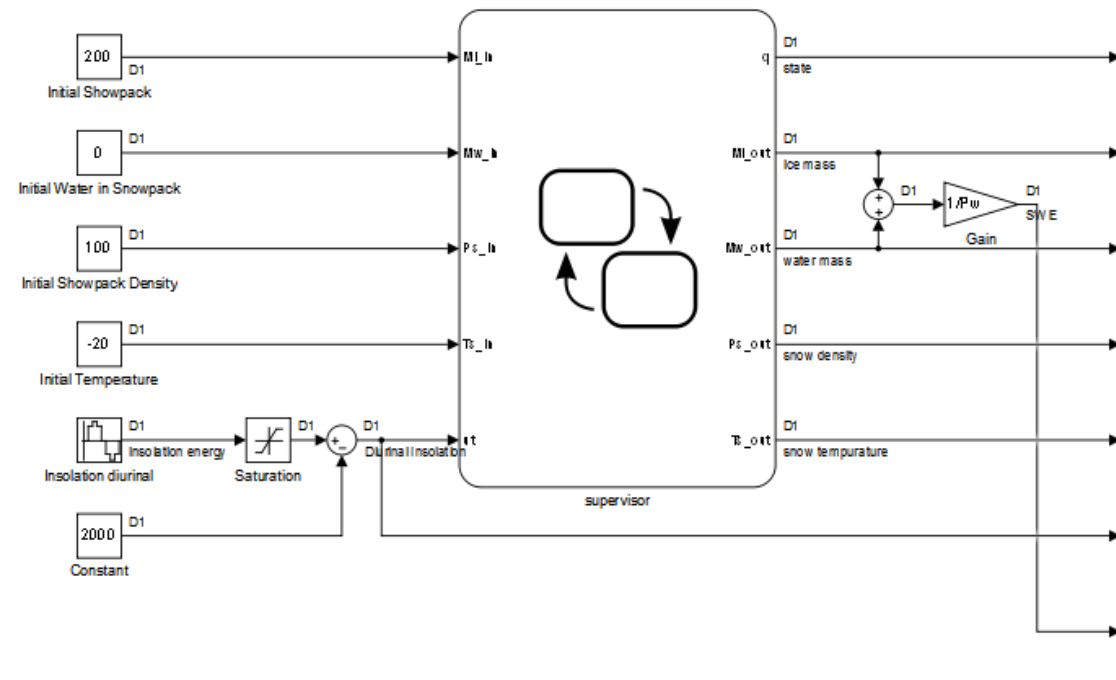 200
D1
Initial Showpack
0
D1
Initial Water in Snowpack
100
D1
Initial Showpack Density
-20
D1
Initial Temperature
D1
Insolation energy
Insolation diurinal
D1
Saturation
+
−
D1
Diurinal Insolation
2000
D1
Constant
MI_in
Mw_in
Ps_in
Ts_in
ut
q
MI_out
Mw_out
Ps_out
Ts_out
supervisor
D1
state
D1
Ice mass
+
+
D1
1/Pw
Gain
D1
SWE
D1
water mass
D1
snow density
D1
snow tempurature